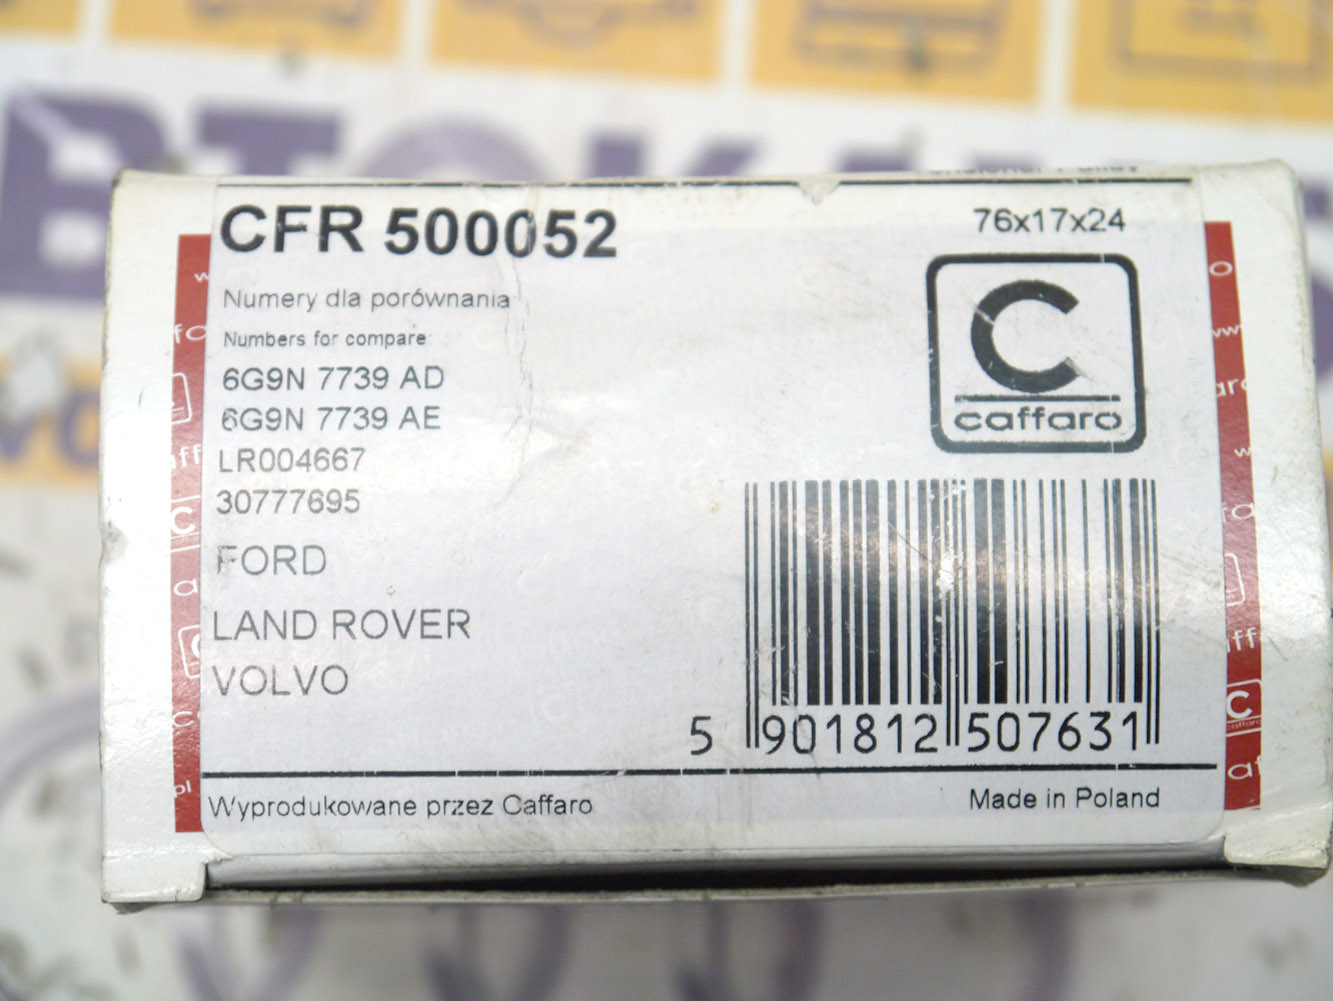 CFR 500052
76x17x24
Numery dla porównania
Numbers for compare:
6G9N 7739 AD
6G9N 7739 AE
LR004667
30777695
C
caffaro
FORD
LAND ROVER
VOLVO
5 901812 507631
Wyprodukowane przez Caffaro
Made in Poland